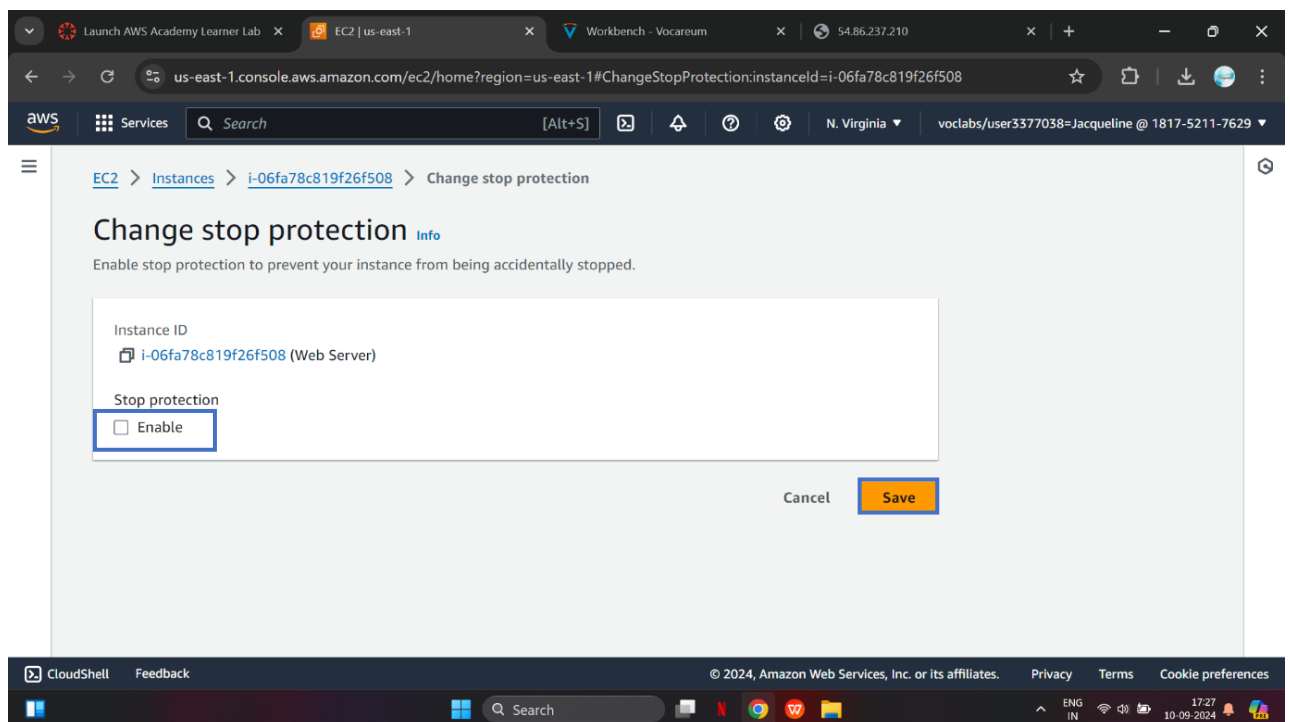 Launch AWS Academy Learner Lab
EC2 | us-east-1
Workbench - Vocareum
54.86.237.210
us-east-1.console.aws.amazon.com/ec2/home?region=us-east-1#ChangeStopProtection:instanceId=i-06fa78c819f26f508
aws
Services
Search
[Alt+S]
N. Virginia
voclabs/user3377038=Jacqueline @ 1817-5211-7629
EC2 > Instances > i-06fa78c819f26f508 > Change stop protection
Change stop protection Info
Enable stop protection to prevent your instance from being accidentally stopped.
Instance ID
i-06fa78c819f26f508 (Web Server)
Stop protection
Enable
Cancel
Save
CloudShell
Feedback
© 2024, Amazon Web Services, Inc. or its affiliates.
Privacy
Terms
Cookie preferences
Search
ENG
IN
17:27
10-09-2024